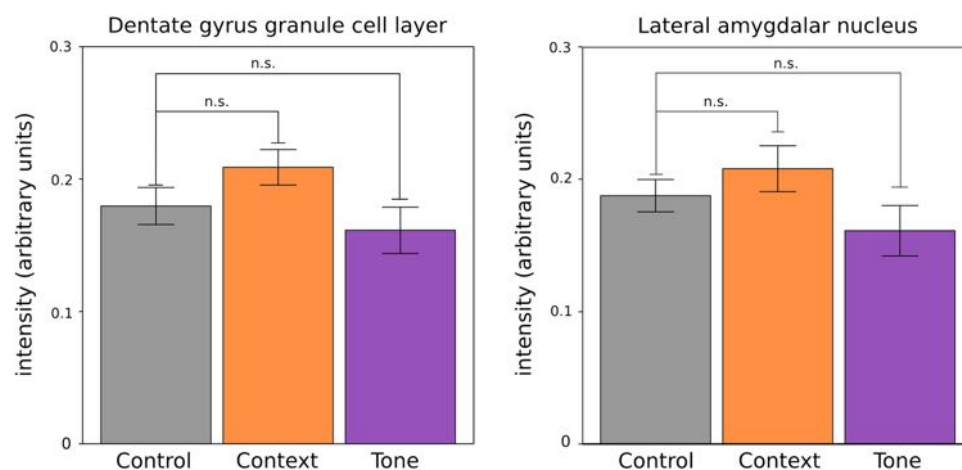 Dentate gyrus granule cell layer
intensity (arbitrary units)
0.3
0.2
0.1
0
n.s.
n.s.
Control Context Tone
Lateral amygdalar nucleus
intensity (arbitrary units)
0.3
0.2
0.1
0
n.s.
n.s.
Control Context Tone